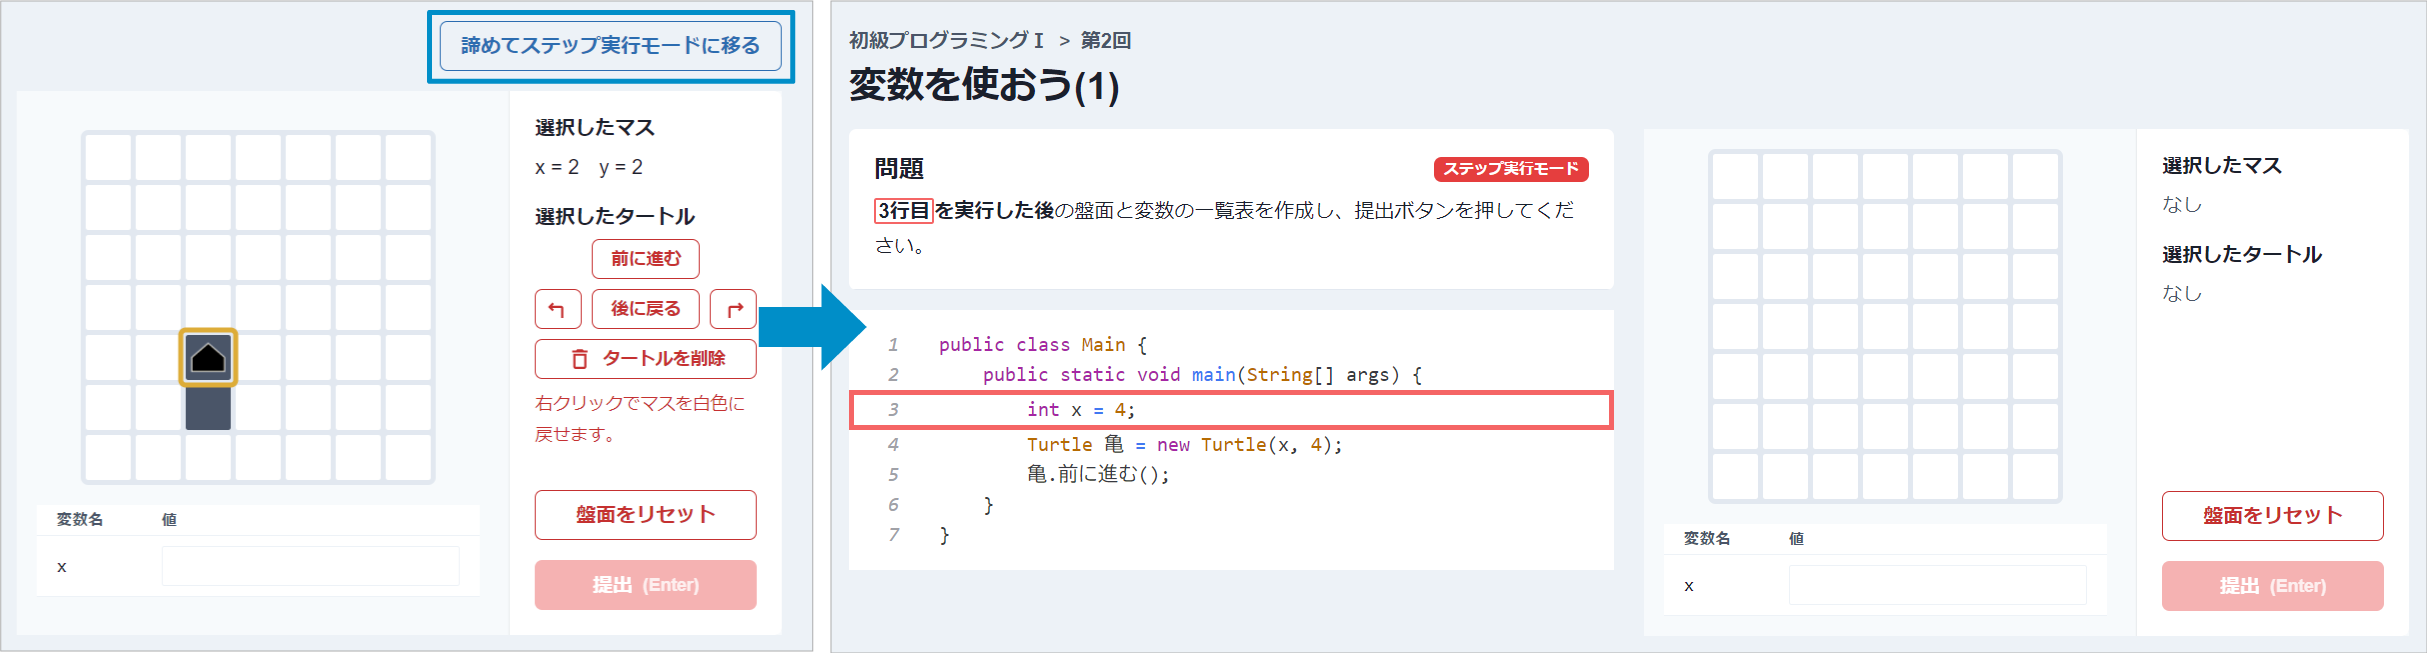 諦めてステップ実行モードに移る
選択したマス
x = 2 y = 2
選択したタートル
前に進む
後に戻る
タートルを削除
右クリックでマスを白色に
戻せます。
盤面をリセット
提出 (Enter)
変数名 値
x
初級プログラミング I > 第2回
変数を使おう(1)
問題
ステップ実行モード
3行目を実行した後の盤面と変数の一覧表を作成し、提出ボタンを押してくだ
さい。
1 public class Main {
2 public static void main(String[] args) {
3 int x = 4;
4 Turtle 亀 = new Turtle(x, 4);
5 亀.前に進む();
6 }
7 }
選択したマス
なし
選択したタートル
なし
盤面をリセット
提出 (Enter)
変数名 値
x